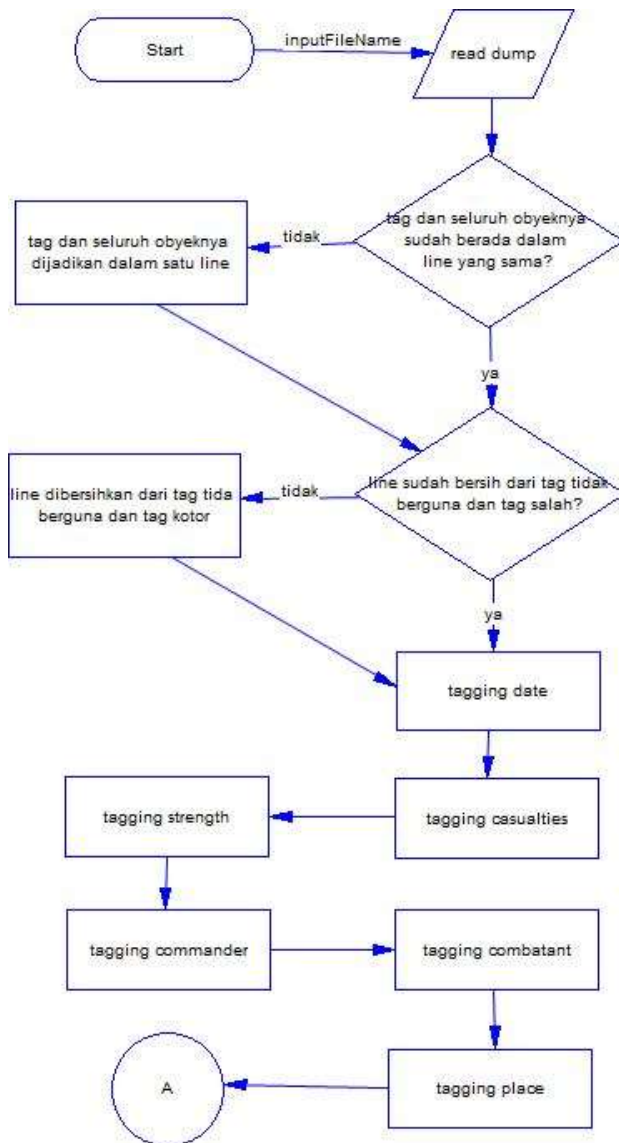 Start
inputFileName
read dump
tag dan seluruh obyeknya
sudah berada dalam
line yang sama?
tidak
tag dan seluruh obyeknya
dijadikan dalam satu line
ya
line sudah bersih dari tag tidak
berguna dan tag salah?
tidak
line dibersihkan dari tag tida
berguna dan tag kotor
ya
tagging date
tagging casualties
tagging strength
tagging commander
tagging combatant
tagging place
A